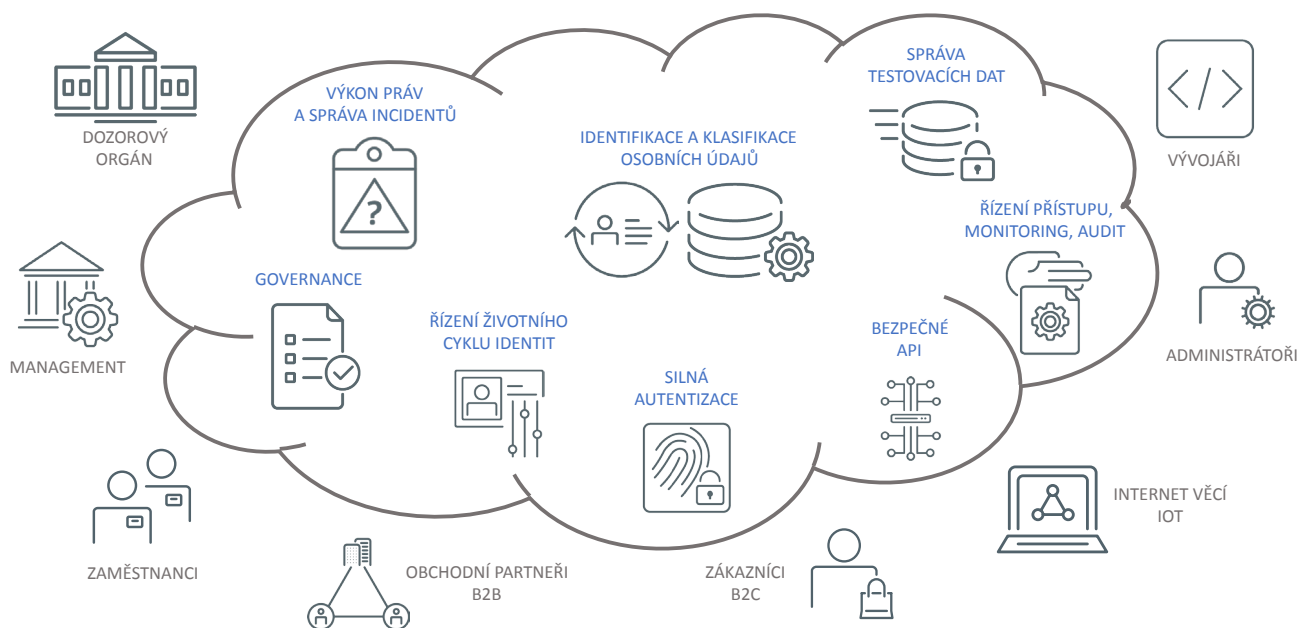 SPRÁVA
TESTOVACÍCH DAT
VÝKON PRÁV
A SPRÁVA INCIDENTŮ
IDENTIFIKACE A KLASIFIKACE
OSOBNÍCH ÚDAJŮ
DOZOROVÝ
ORGÁN
VÝVOJÁŘI
?
ŘÍZENÍ PŘÍSTUPU,
MONITORING, AUDIT
GOVERNANCE
ŘÍZENÍ ŽIVOTNÍHO
CYKLU IDENTIT
BEZPEČNÉ
API
MANAGEMENT
ADMINISTRÁTOŘI
SILNÁ
AUTENTIZACE
INTERNET VĚCÍ
IOT
ZAMĚSTNANCI
OBCHODNÍ PARTNEŘI
B2B
ZÁKAZNÍCI
B2C